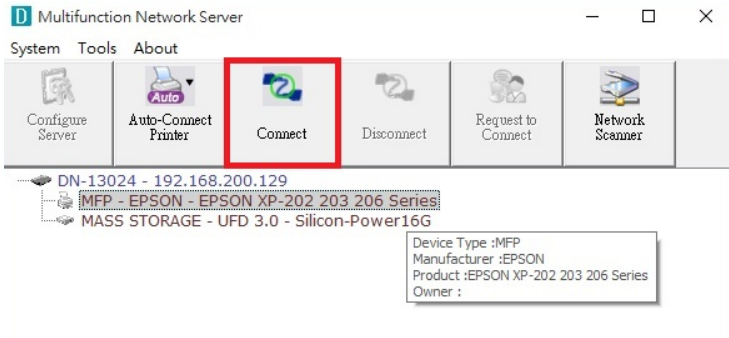 D Multifunction Network Server
System Tools About
Auto
Configure Server
Auto-Connect Printer
Connect
Disconnect
Request to Connect
Network Scanner
DN-13024 - 192.168.200.129
MFP - EPSON - EPSON XP-202 203 206 Series
MASS STORAGE - UFD 3.0 - Silicon-Power16G
Device Type :MFP
Manufacturer :EPSON
Product :EPSON XP-202 203 206 Series
Owner :